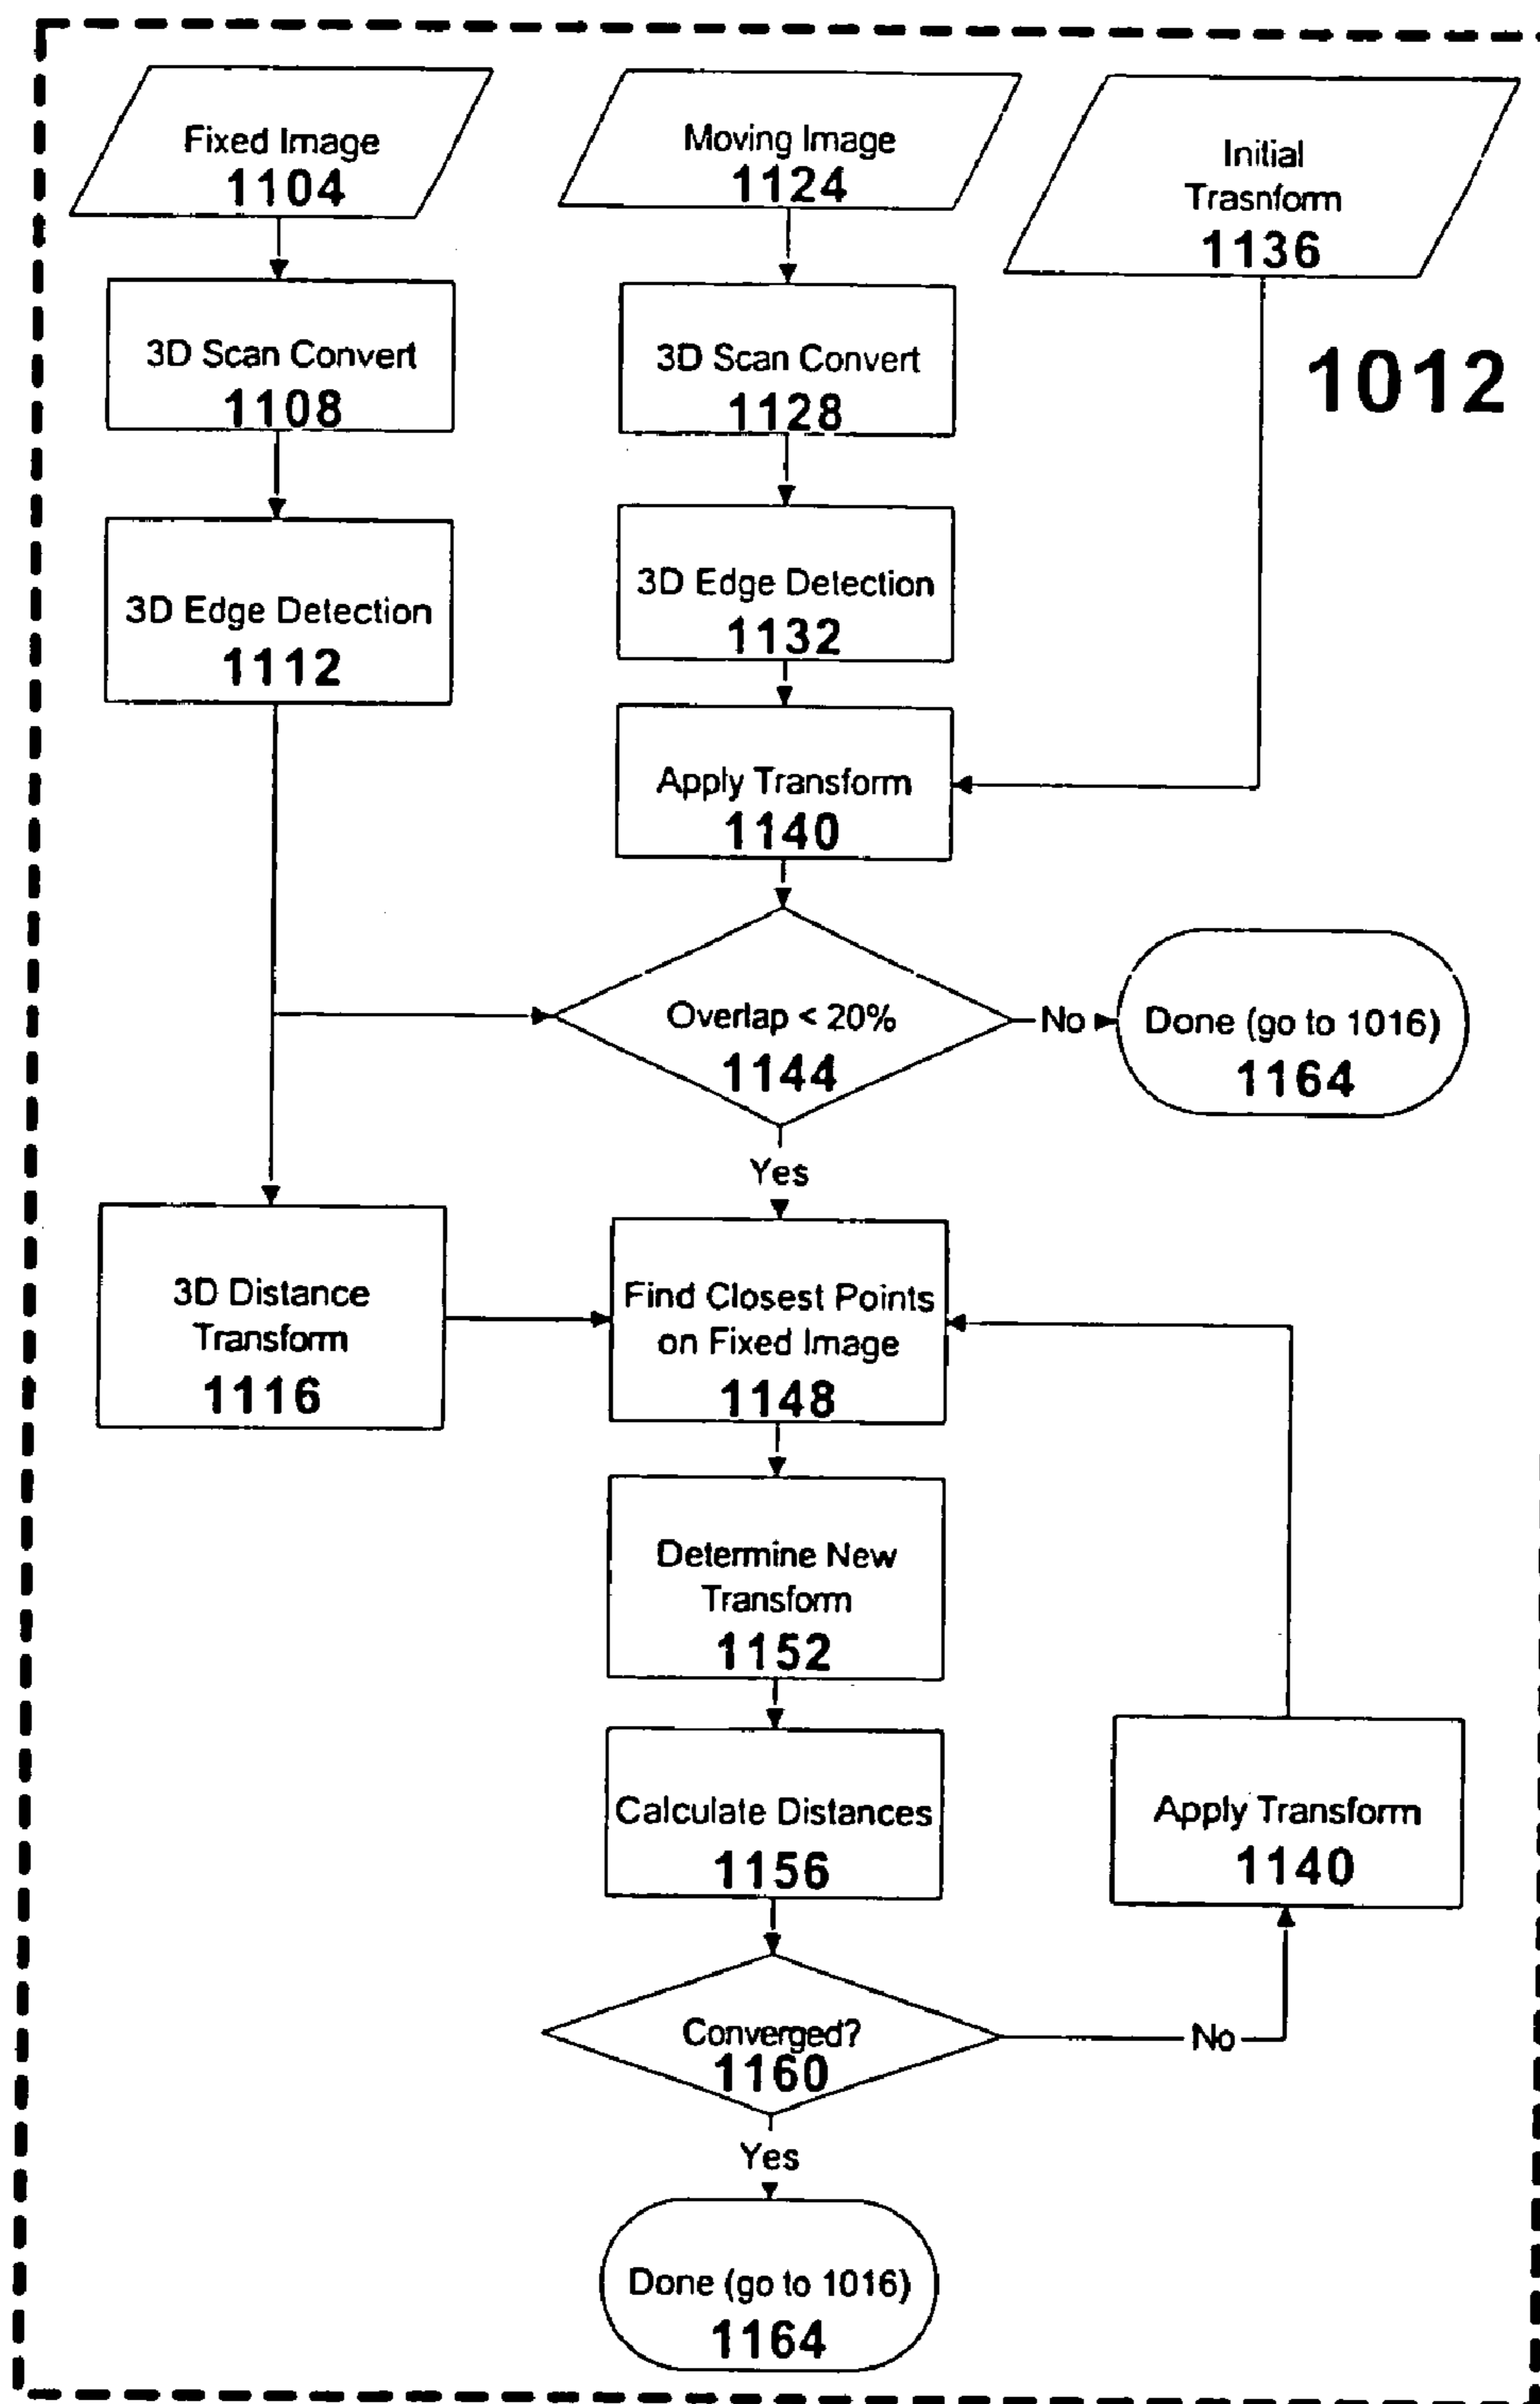 Fixed Image
1104
Moving Image
1124
Initial
Trasnform
1136
3D Scan Convert
1108
3D Scan Convert
1128
1012
3D Edge Detection
1112
3D Edge Detection
1132
Apply Transform
1140
Overlap < 20%
1144
No
Done (go to 1016)
1164
Yes
3D Distance
Transform
1116
Find Closest Points
on Fixed Image
1148
Determine New
Transform
1152
Calculate Distances
1156
Apply Transform
1140
Converged?
1160
No
Yes
Done (go to 1016)
1164